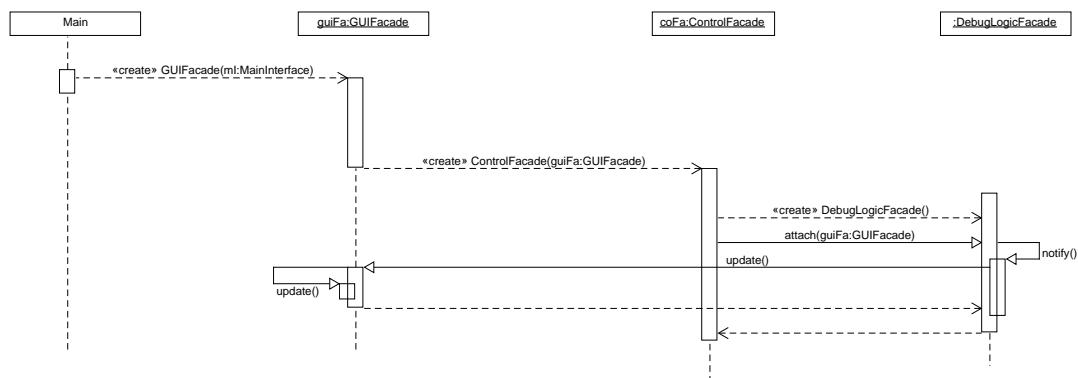 Main
guiFa:GUIFacade
coFa:ControlFacade
:DebugLogicFacade
«create» GUIFacade(mI:MainInterface)
«create» ControlFacade(guiFa:GUIFacade)
«create» DebugLogicFacade()
attach(guiFa:GUIFacade)
notify()
update()
update()